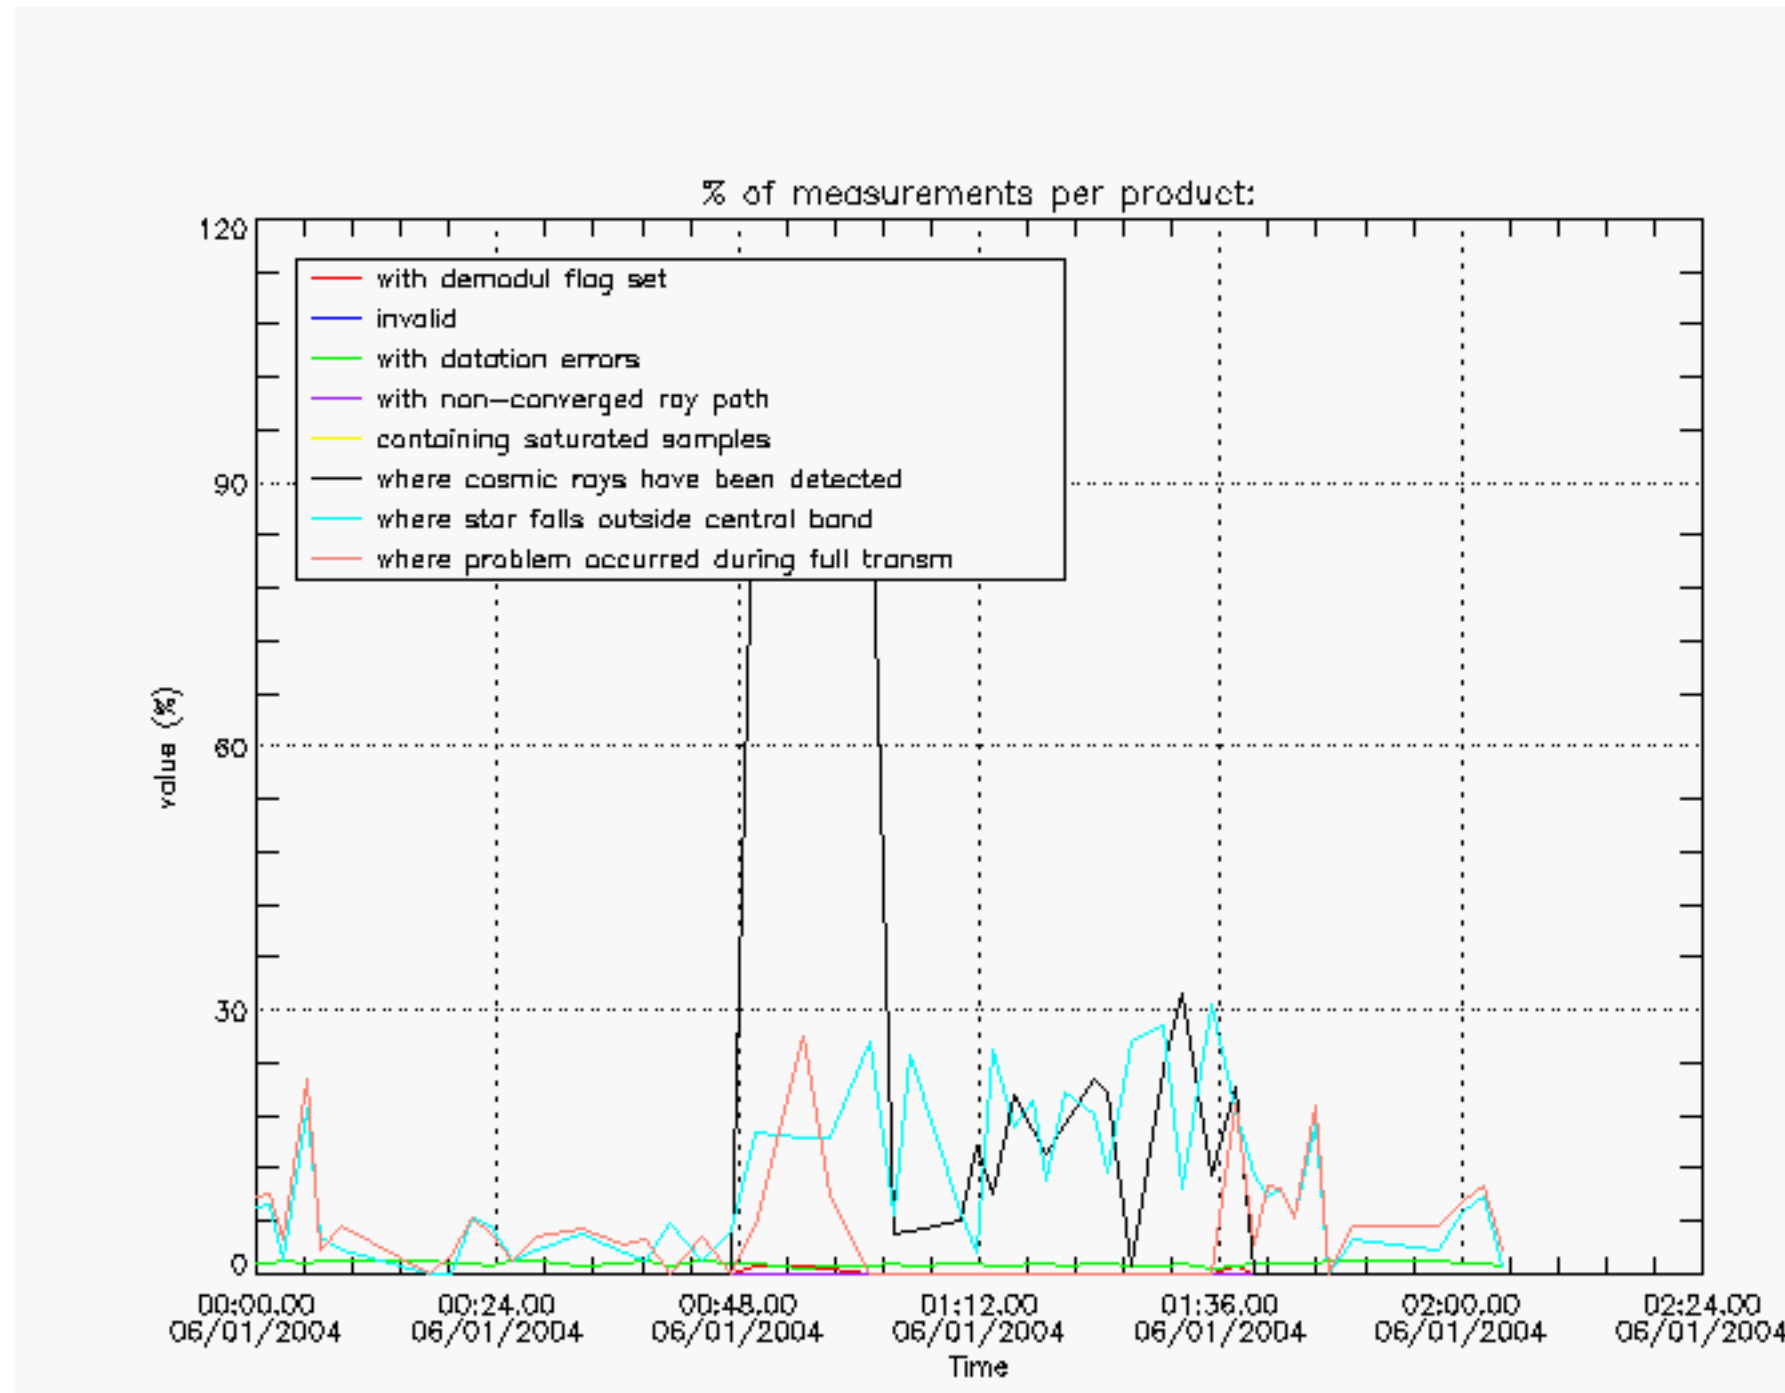 % of measurements per product:
120
with demodul flag set
invalid
with datation errors
with non-converged ray path
containing saturated samples
where cosmic rays have been detected
where star falls outside central band
where problem occurred during full transm
90
60
30
0
value (%)
00:00.00 00:24.00 00:48.00 01:12.00 01:36.00 02:00.00 02:24.00
06/01/2004 06/01/2004 06/01/2004 06/01/2004 06/01/2004 06/01/2004 06/01/2004
Time